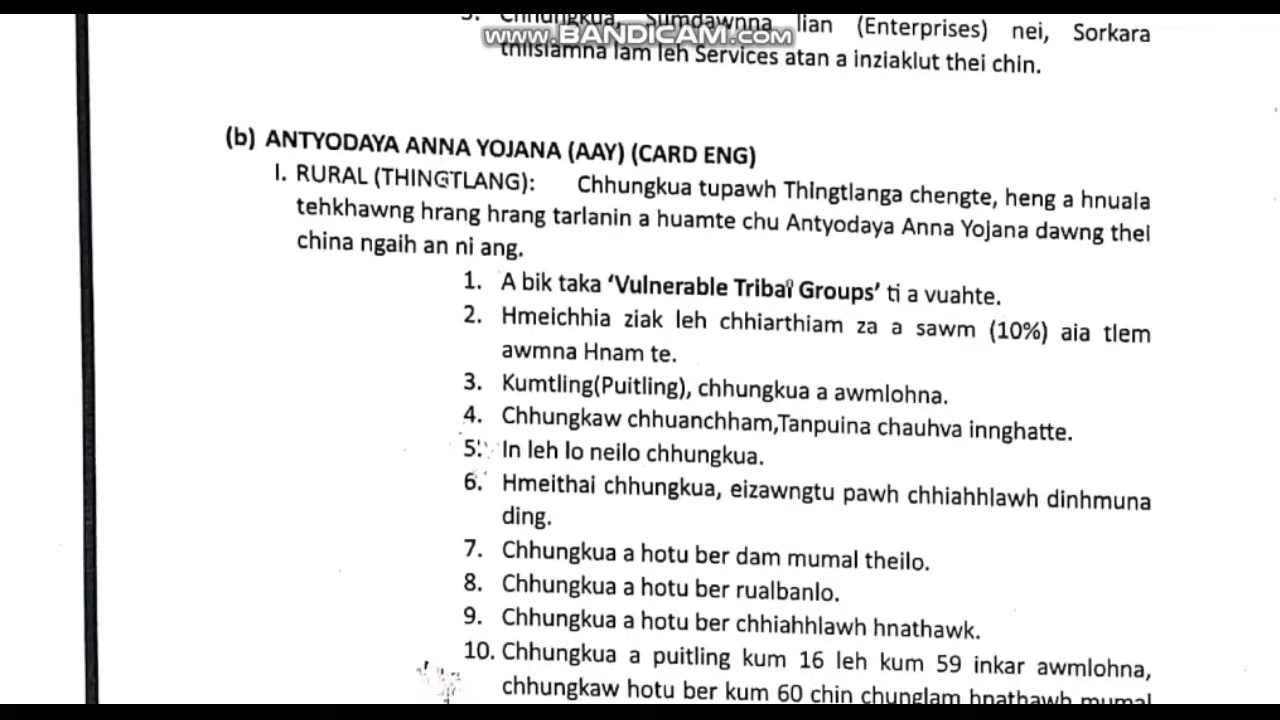 Chhungkua, Sumdawnna lian (Enterprises) nei, Sorkara
www.BANDICAM.com
thilsiamna lam leh Services atan a inziaklut thei chin.
(b) ANTYODAYA ANNA YOJANA (AAY) (CARD ENG)
I. RURAL (THINGTLANG): Chhungkua tupawh Thingtlanga chengte, heng a hnuala
tehkhawng hrang hrang tarlanin a huamte chu Antyodaya Anna Yojana dawng thei
china ngaih an ni ang.
1. A bik taka ‘Vulnerable Tribal Groups’ ti a vuahte.
2. Hmeichhia ziak leh chhiarthiam za a sawm (10%) aia tlem
awmna Hnam te.
3. Kumtling(Puitling), chhungkua a awmlohna.
4. Chhungkaw chhuanchham,Tanpuina chauhva innghatte.
5. In leh lo neilo chhungkua.
6. Hmeithai chhungkua, eizawngtu pawh chhiahhlawh dinhmuna
ding.
7. Chhungkua a hotu ber dam mumal theilo.
8. Chhungkua a hotu ber rualbanlo.
9. Chhungkua a hotu ber chhiahhlawh hnathawk.
10. Chhungkua a puitling kum 16 leh kum 59 inkar awmlohna,
chhungkaw hotu ber kum 60 chin chunglam hnathawh mumal